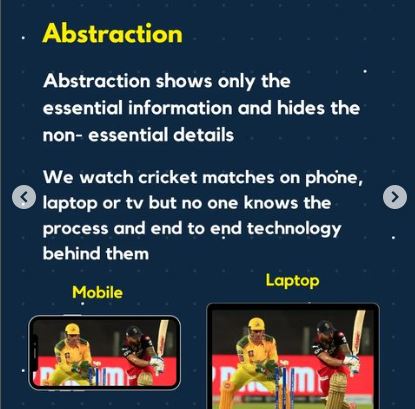 Abstraction
Abstraction shows only the
essential information and hides the
non- essential details
We watch cricket matches on phone,
laptop or tv but no one knows the
process and end to end technology
behind them
Mobile
Laptop